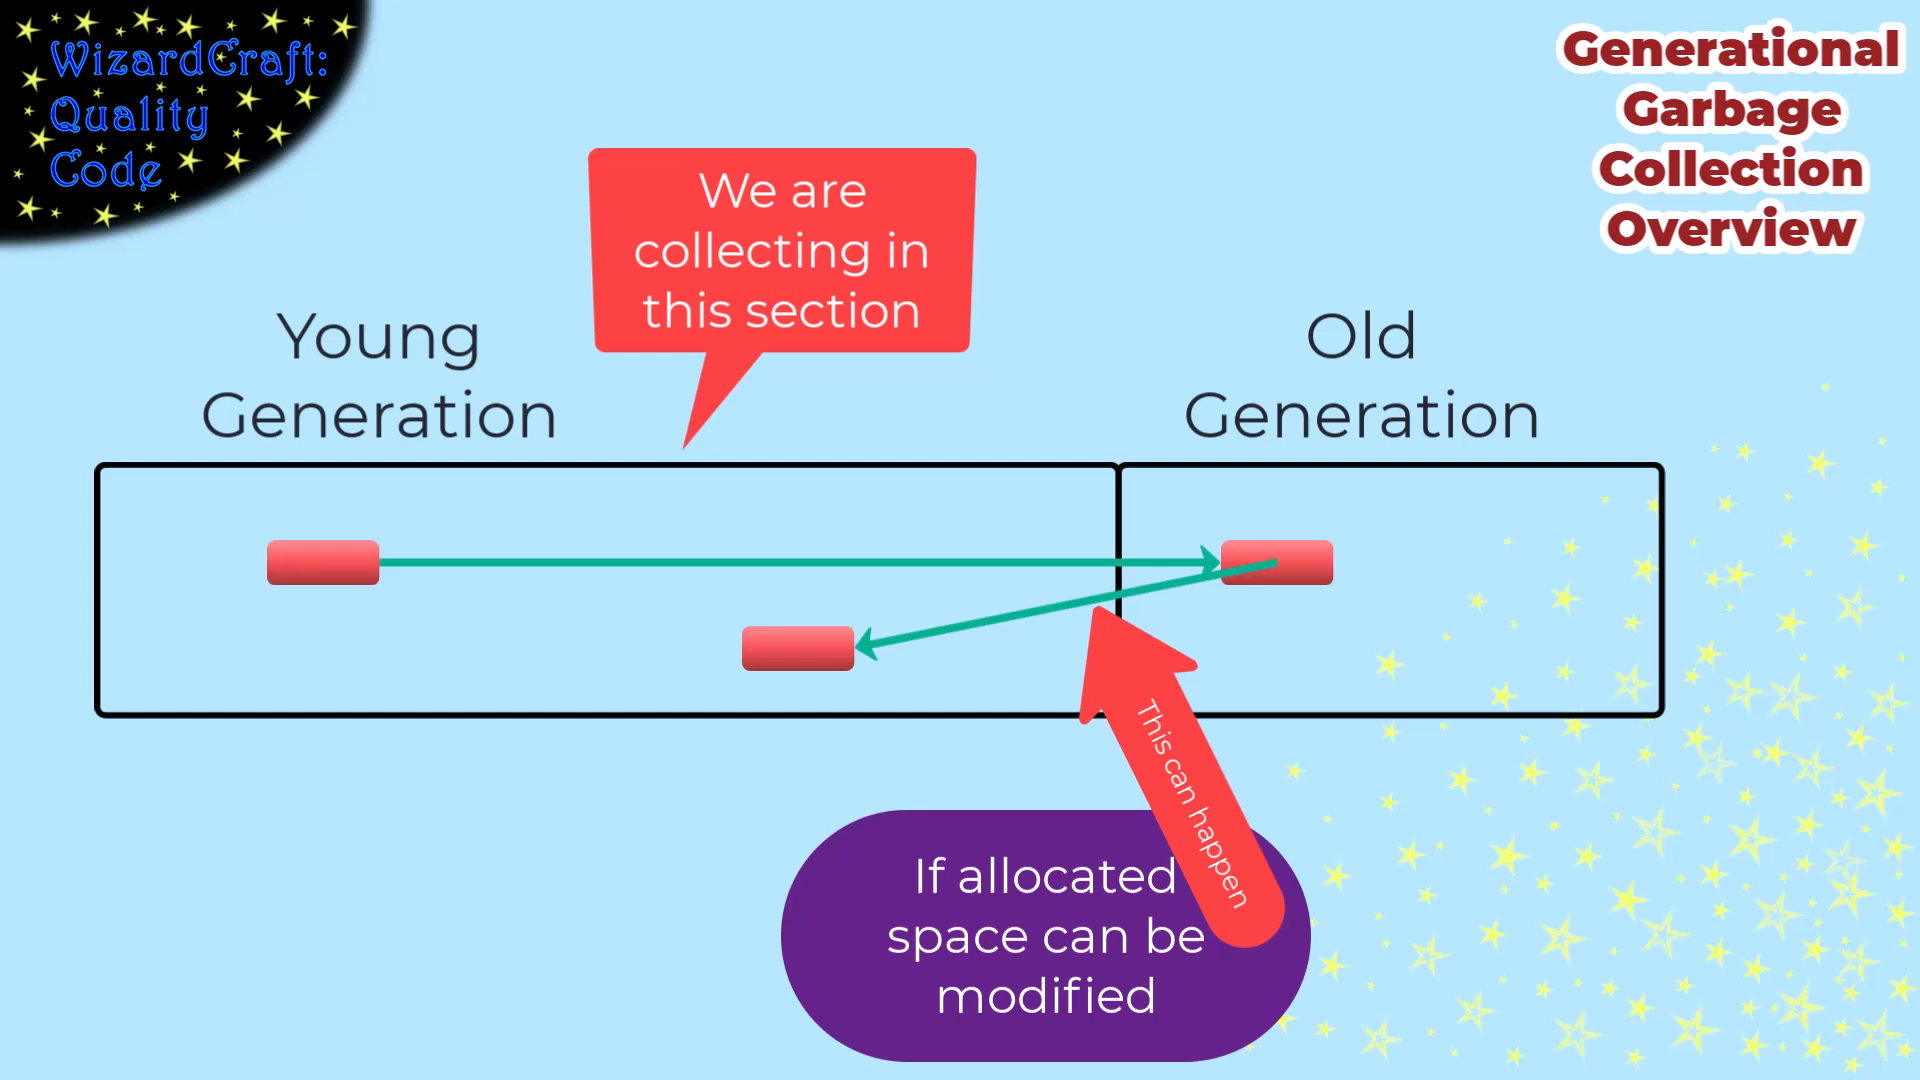 WizardCraft:
Quality
Code
Generational
Garbage
Collection
Overview
We are
collecting in
this section
Young
Generation
Old
Generation
This can happen
If allocated
space can be
modified